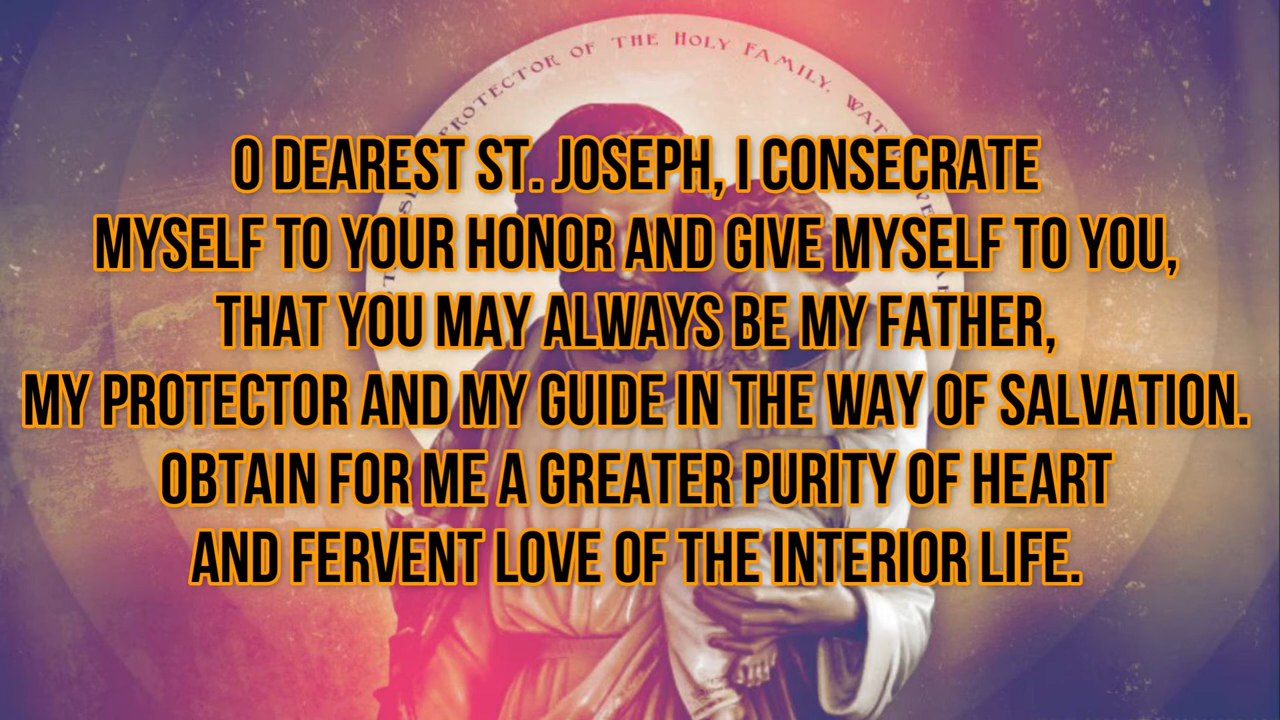 PROTECTOR OF THE HOLY FAMILY.
O DEAREST ST. JOSEPH, I CONSECRATE
MYSELF TO YOUR HONOR AND GIVE MYSELF TO YOU,
THAT YOU MAY ALWAYS BE MY FATHER,
MY PROTECTOR AND MY GUIDE IN THE WAY OF SALVATION.
OBTAIN FOR ME A GREATER PURITY OF HEART
AND FERVENT LOVE OF THE INTERIOR LIFE.